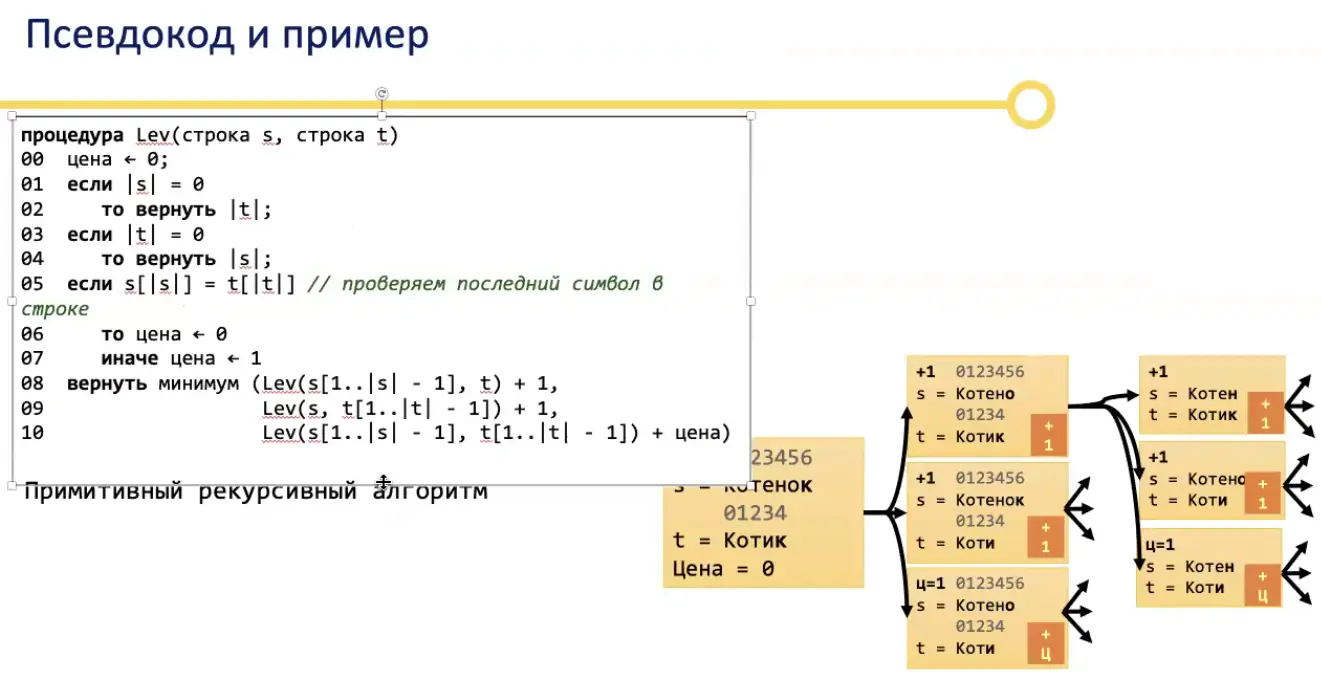 Псевдокод и пример
процедура Lev(строка s, строка t)
00 цена ← 0;
01 если |s| = 0
02 то вернуть |t|;
03 если |t| = 0
04 то вернуть |s|;
05 если s[|s|] = t[|t|] // проверяем последний символ в
строке
06 то цена ← 0
07 иначе цена ← 1
08 вернуть минимум (Lev(s[1..|s| - 1], t) + 1,
09 Lev(s, t[1..|t| - 1]) + 1,
10 Lev(s[1..|s| - 1], t[1..|t| - 1]) + цена)
Примитивный рекурсивный алгоритм
23456
s = Котенок
01234
t = Котик
Цена = 0
+1 0123456
s = Котено
01234
t = Котик
+
1
+1 0123456
s = Котенок
01234
t = Коти
+
1
ц=1 0123456
s = Котено
01234
t = Коти
+
Ц
+1
s = Котен
t = Котик
+
1
+1
s = Котено
t = Коти
+
1
ц=1
s = Котен
t = Коти
+
Ц